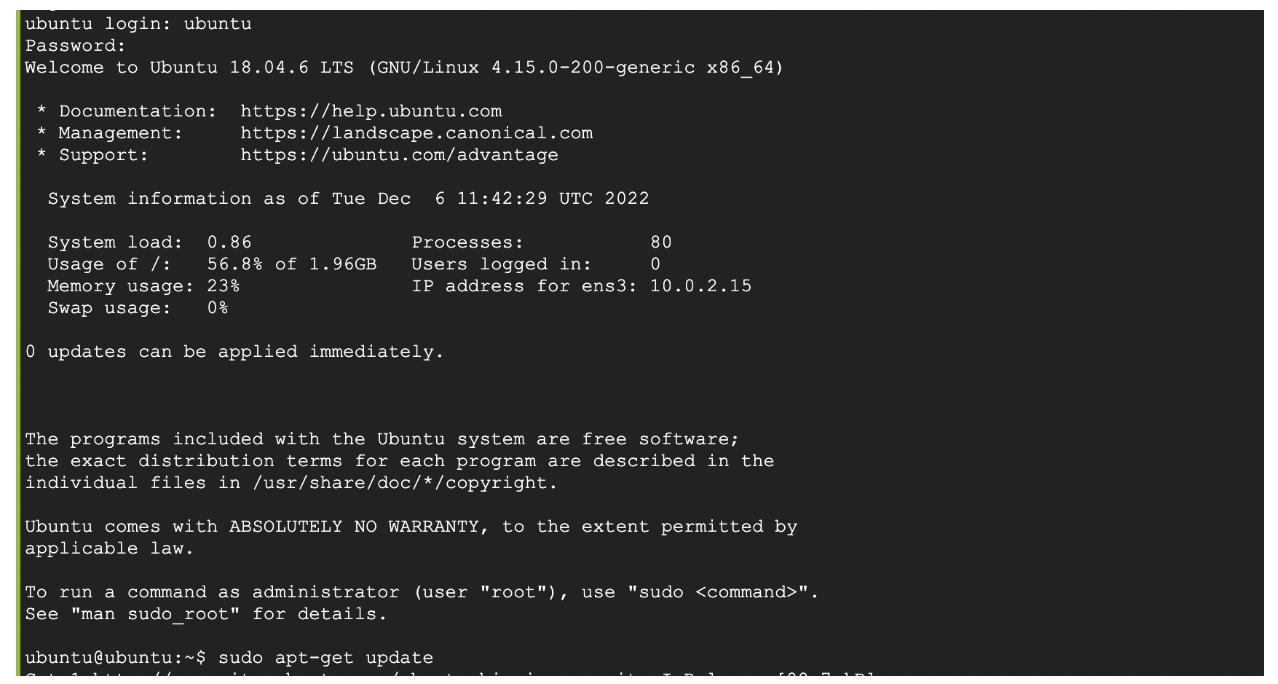 ubuntu login: ubuntu
Password:
Welcome to Ubuntu 18.04.6 LTS (GNU/Linux 4.15.0-200-generic x86_64)
* Documentation:  https://help.ubuntu.com
* Management:     https://landscape.canonical.com
* Support:        https://ubuntu.com/advantage
System information as of Tue Dec  6 11:42:29 UTC 2022
System load:  0.86              Processes:           80
Usage of /:   56.8% of 1.96GB   Users logged in:     0
Memory usage: 23%               IP address for ens3: 10.0.2.15
Swap usage:   0%
0 updates can be applied immediately.
The programs included with the Ubuntu system are free software;
the exact distribution terms for each program are described in the
individual files in /usr/share/doc/*/copyright.
Ubuntu comes with ABSOLUTELY NO WARRANTY, to the extent permitted by
applicable law.
To run a command as administrator (user "root"), use "sudo <command>".
See "man sudo_root" for details.
ubuntu@ubuntu:~$ sudo apt-get update